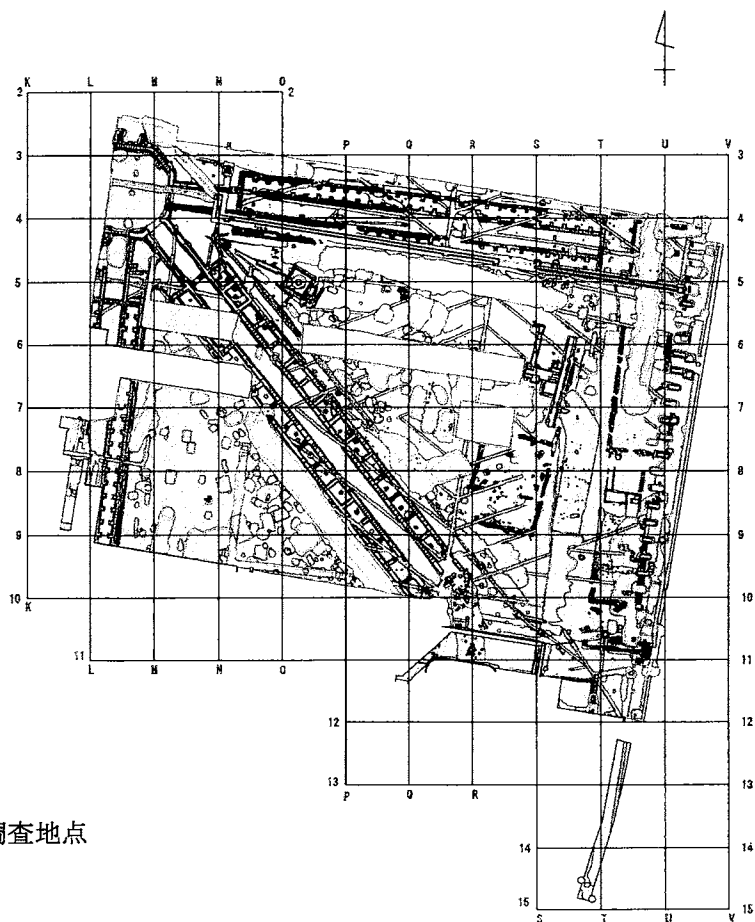 K L M N O
2 2
3 K P Q R S T U V 3
4 4
5 5
6 6
7 7
8 8
9 9
10 K 10
11 L M N O 11
12 12
13 P Q R 13
14 14
15 S T U V 15
調査地点